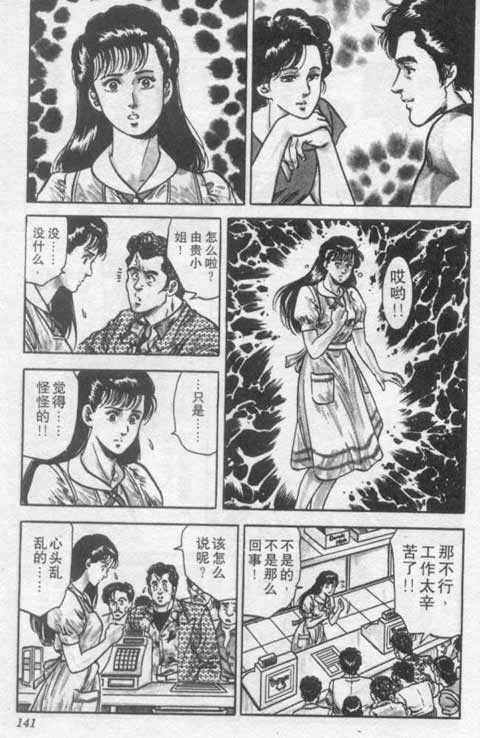 哎哟!!
怎么啦?
由贵小
姐!
没……
没什么.
…只是……
觉得……
怪怪的!!
那不行,
工作太辛
苦了!!
不是的,
不是那么
回事!
该怎么
说呢?
心头乱
乱的……
141